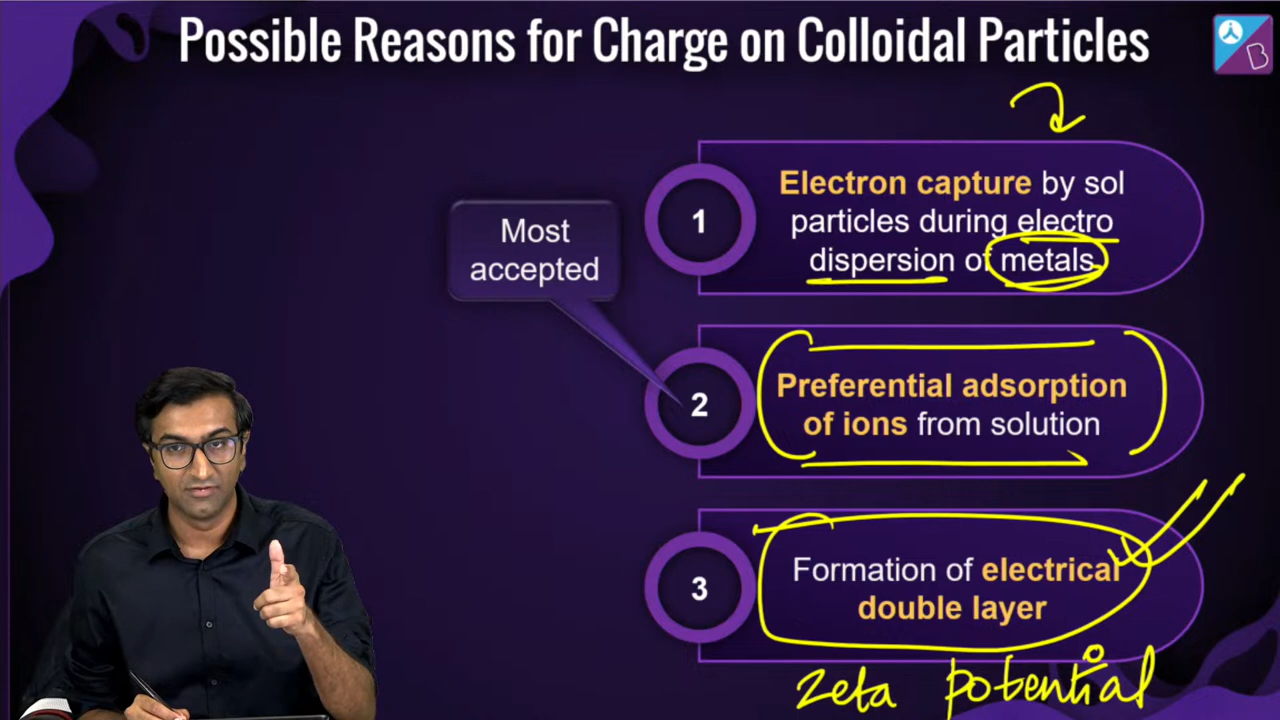 Possible Reasons for Charge on Colloidal Particles
Most
accepted
1
Electron capture by sol
particles during electro
dispersion of metals
2
Preferential adsorption
of ions from solution
3
Formation of electrical
double layer
zeta potential
B